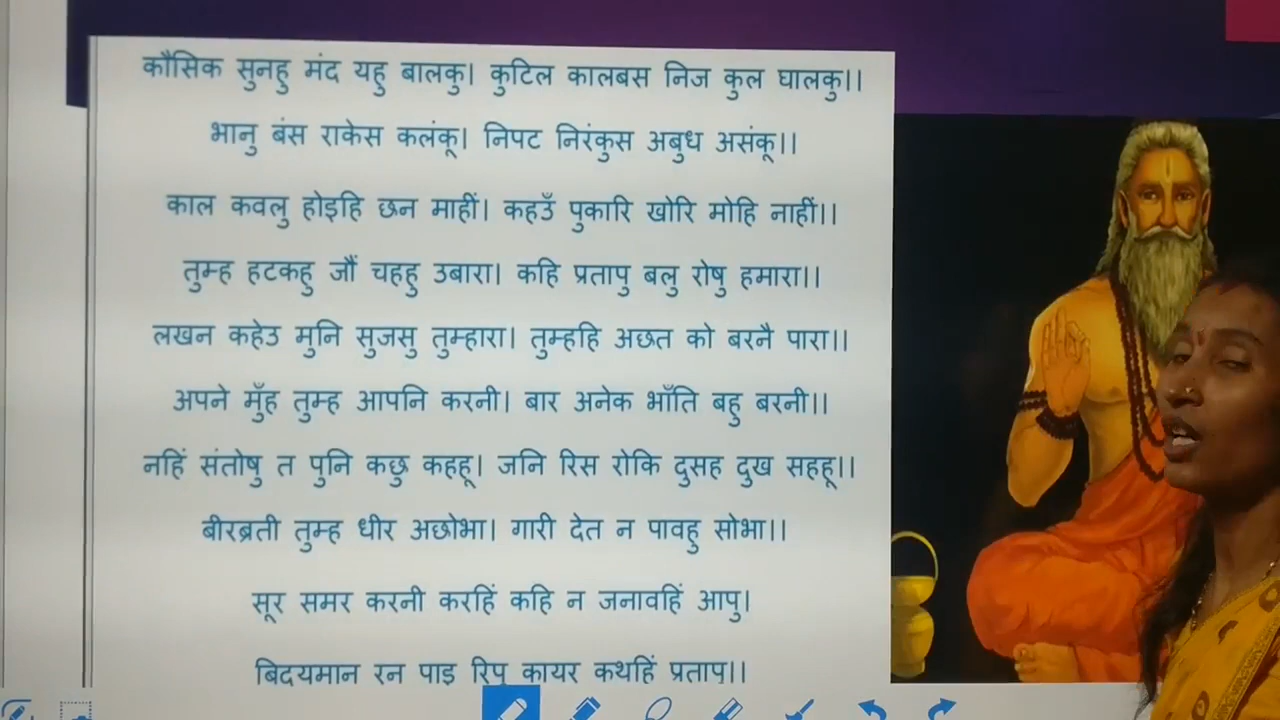 कौसिक सुनहु मंद यहु बालकु। कुटिल कालबस निज कुल घालकु।।
भानु बंस राकेस कलंकू। निपट निरंकुस अबुध असंकू।।
काल कवलु होइहि छन माहीं। कहउँ पुकारि खोरि मोहि नाहीं।।
तुम्ह हटकहु जौं चहहु उबारा। कहि प्रतापु बलु रोषु हमारा।।
लखन कहेउ मुनि सुजसु तुम्हारा। तुम्हहि अछत को बरनै पारा।।
अपने मुँह तुम्ह आपनि करनी। बार अनेक भाँति बहु बरनी।।
नहिं संतोषु त पुनि कछु कहहू। जनि रिस रोकि दुसह दुख सहहू।।
बीरब्रती तुम्ह धीर अछोभा। गारी देत न पावहु सोभा।।
सूर समर करनी करहिं कहि न जनावहिं आपु।
बिदयमान रन पाइ रिपु कायर कथहिं प्रतापु।।